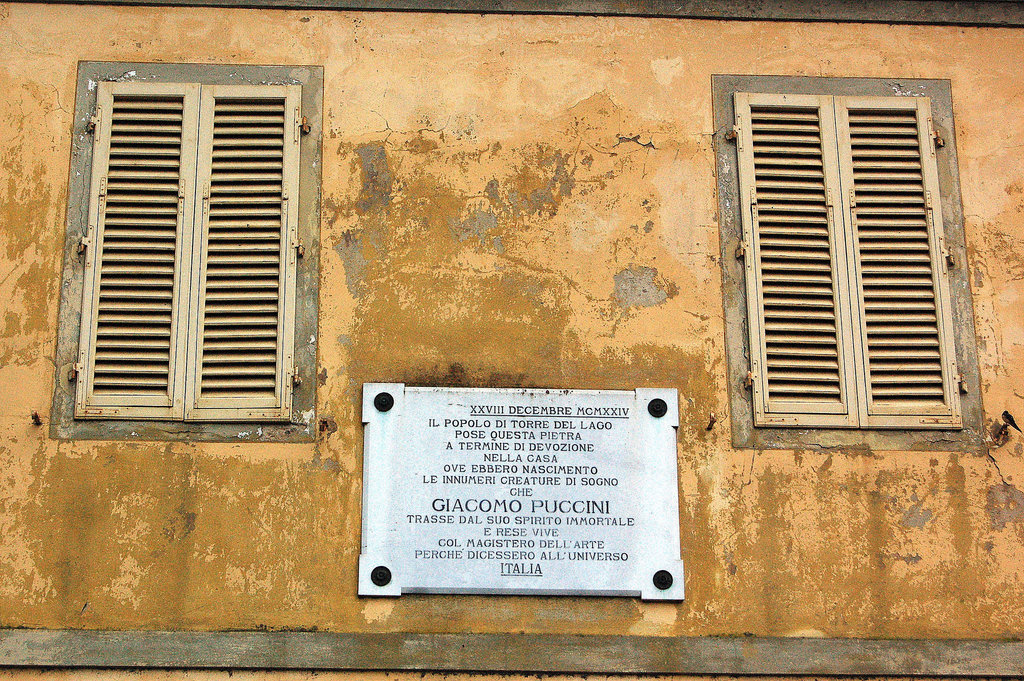 XXVIII DECEMBRE MCMXXIV
IL POPOLO DI TORRE DEL LAGO
POSE QUESTA PIETRA
A TERMINE DI DEVOZIONE
NELLA CASA
OVE EBBERO NASCIMENTO
LE INNUMERI CREATURE DI SOGNO
CHE
GIACOMO PUCCINI
TRASSE DAL SUO SPIRITO IMMORTALE
E RESE VIVE
COL MAGISTERO DELL'ARTE
PERCHÈ DICESSERO ALL'UNIVERSO
ITALIA